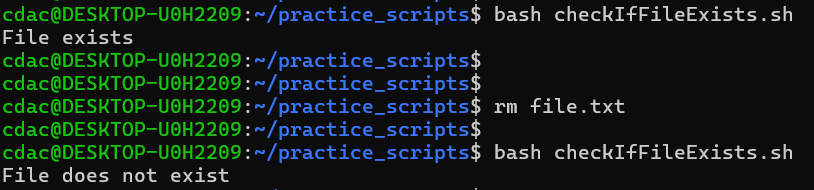 cdac@DESKTOP-U0H2209:~/practice_scripts$ bash checkIfFileExists.sh
File exists
cdac@DESKTOP-U0H2209:~/practice_scripts$
cdac@DESKTOP-U0H2209:~/practice_scripts$
cdac@DESKTOP-U0H2209:~/practice_scripts$ rm file.txt
cdac@DESKTOP-U0H2209:~/practice_scripts$
cdac@DESKTOP-U0H2209:~/practice_scripts$ bash checkIfFileExists.sh
File does not exist